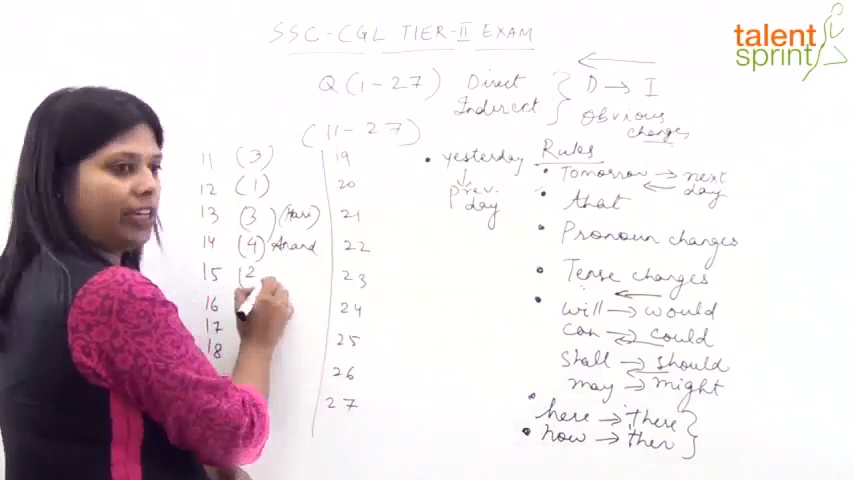 SSC-CGL TIER-II EXAM
talent
sprint
Q (1-27) Direct
Indirect
D → I
Obvious
changes
(11-27)
11 (3)
12 (1)
13 (3) (Hari)
14 (4) Anand
15 (2
16
17
18
19
20
21
22
23
24
25
26
27
• yesterday
↓
Prev.
day
Rules
• Tomorrow → next
day
• that
• Pronoun changes
• Tense changes
• will → would
can → could
shall → should
may → might
• here → there
• now → then